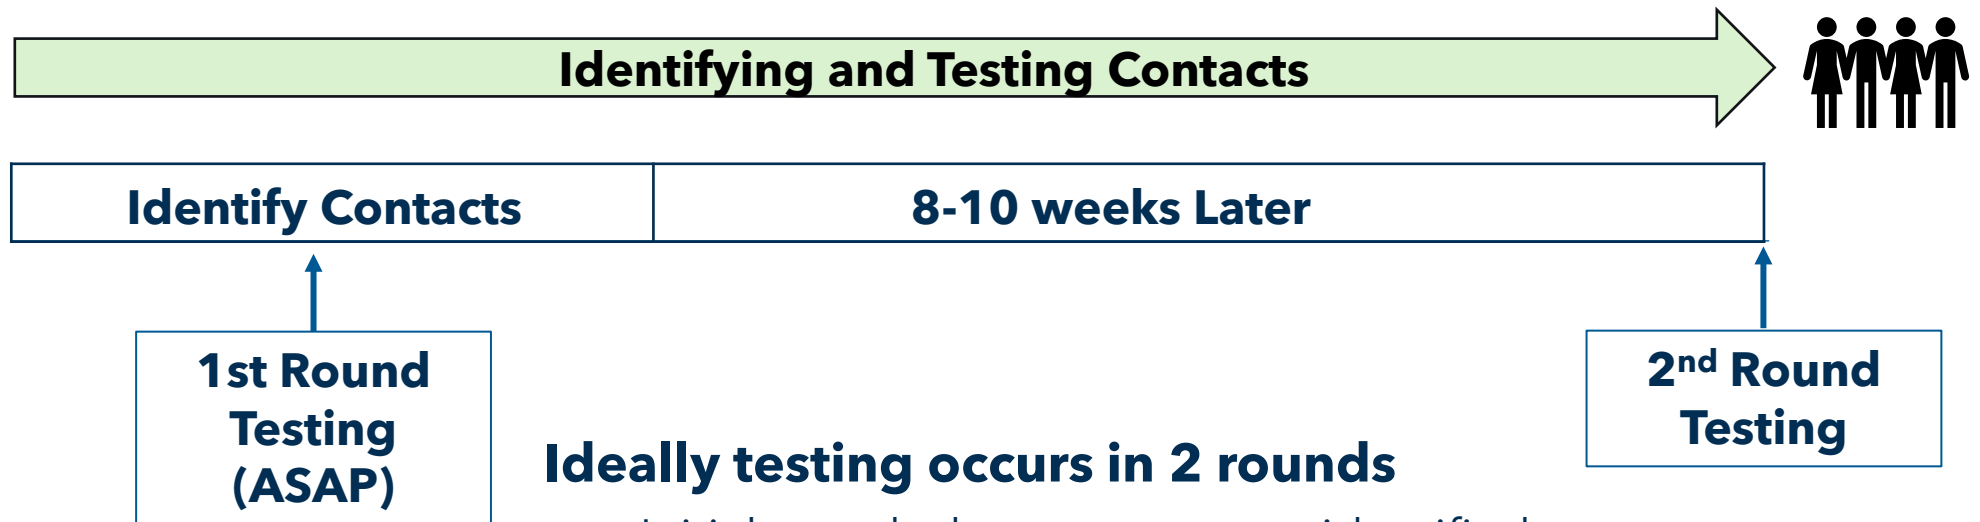 Identifying and Testing Contacts
Identify Contacts
8-10 weeks Later
1st Round
Testing
(ASAP)
2nd Round
Testing
Ideally testing occurs in 2 rounds